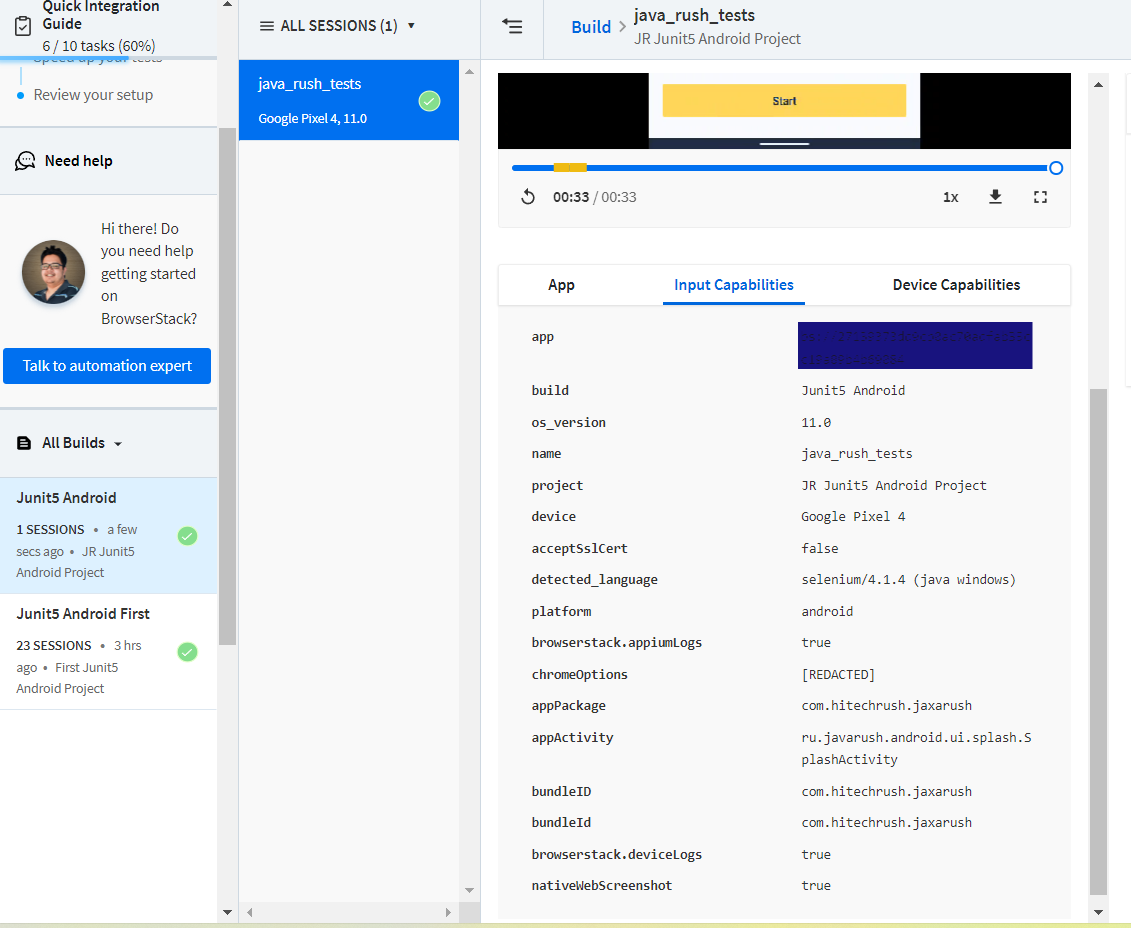 Quick Integration
Guide
6 / 10 tasks (60%)
Speed up your tests
Review your setup
Need help
Hi there! Do
you need help
getting started
on
BrowserStack?
Talk to automation expert
All Builds
Junit5 Android
1 SESSIONS • a few
secs ago • JR Junit5
Android Project
Junit5 Android First
23 SESSIONS • 3 hrs
ago • First Junit5
Android Project
ALL SESSIONS (1)
java_rush_tests
Google Pixel 4, 11.0
Build > java_rush_tests
JR Junit5 Android Project
Start
00:33 / 00:33 1x
App Input Capabilities Device Capabilities
app
build Junit5 Android
os_version 11.0
name java_rush_tests
project JR Junit5 Android Project
device Google Pixel 4
acceptSslCert false
detected_language selenium/4.1.4 (java windows)
platform android
browserstack.appiumLogs true
chromeOptions [REDACTED]
appPackage com.hitechrush.jaxarush
appActivity ru.javarush.android.ui.splash.S
plashActivity
bundleID com.hitechrush.jaxarush
bundleId com.hitechrush.jaxarush
browserstack.deviceLogs true
nativeWebScreenshot true